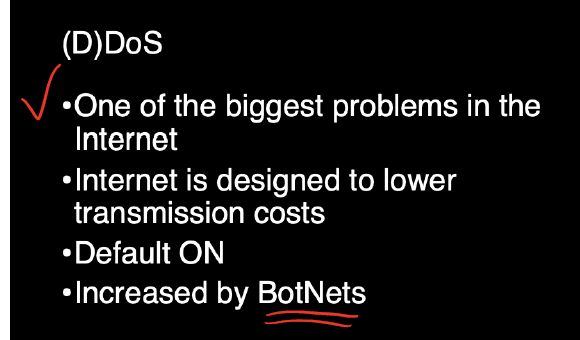 (D)DoS
•One of the biggest problems in the
Internet
•Internet is designed to lower
transmission costs
•Default ON
•Increased by BotNets